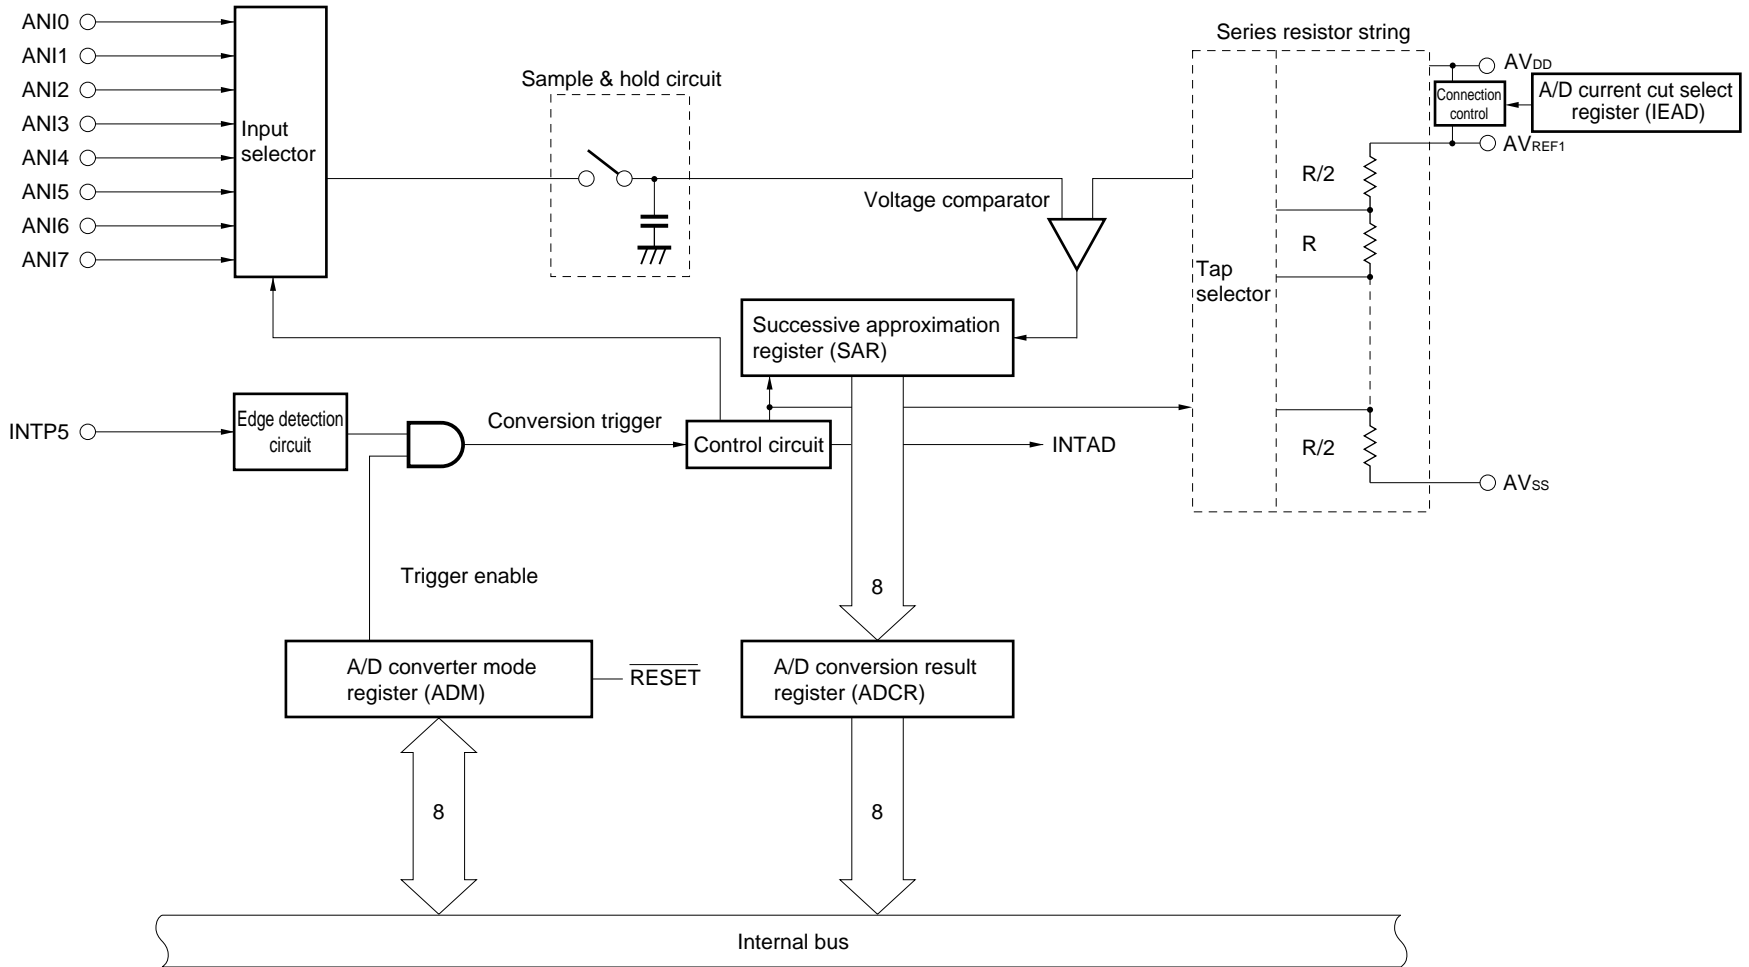 ANI0
ANI1
ANI2
ANI3
ANI4
ANI5
ANI6
ANI7
Input
selector
Sample & hold circuit
Voltage comparator
Series resistor string
Tap
selector
R/2
R
R/2
AVDD
Connection
control
A/D current cut select
register (IEAD)
AVREF1
AVSS
Successive approximation
register (SAR)
INTP5
Edge detection
circuit
Conversion trigger
Control circuit
INTAD
Trigger enable
8
A/D converter mode
register (ADM)
RESET
A/D conversion result
register (ADCR)
8
8
Internal bus